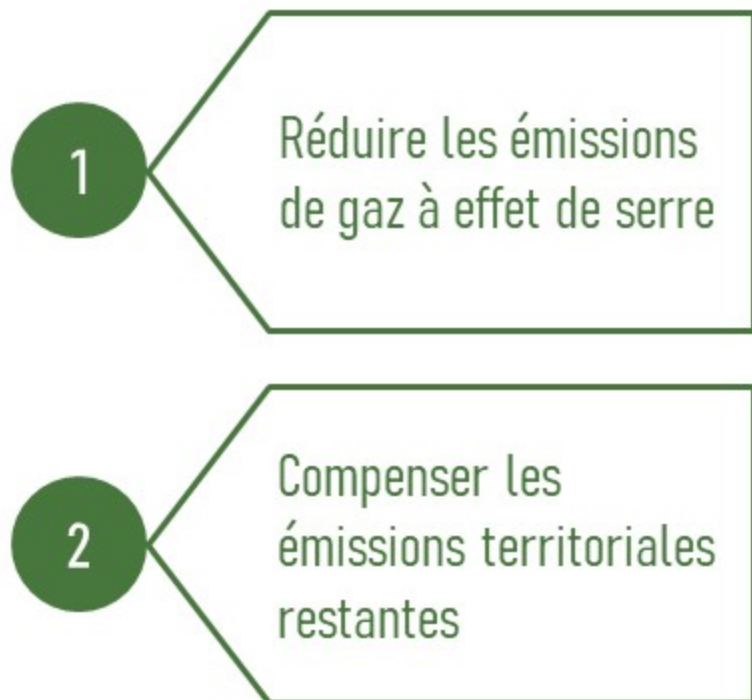 1
Réduire les émissions
de gaz à effet de serre
2
Compenser les
émissions territoriales
restantes